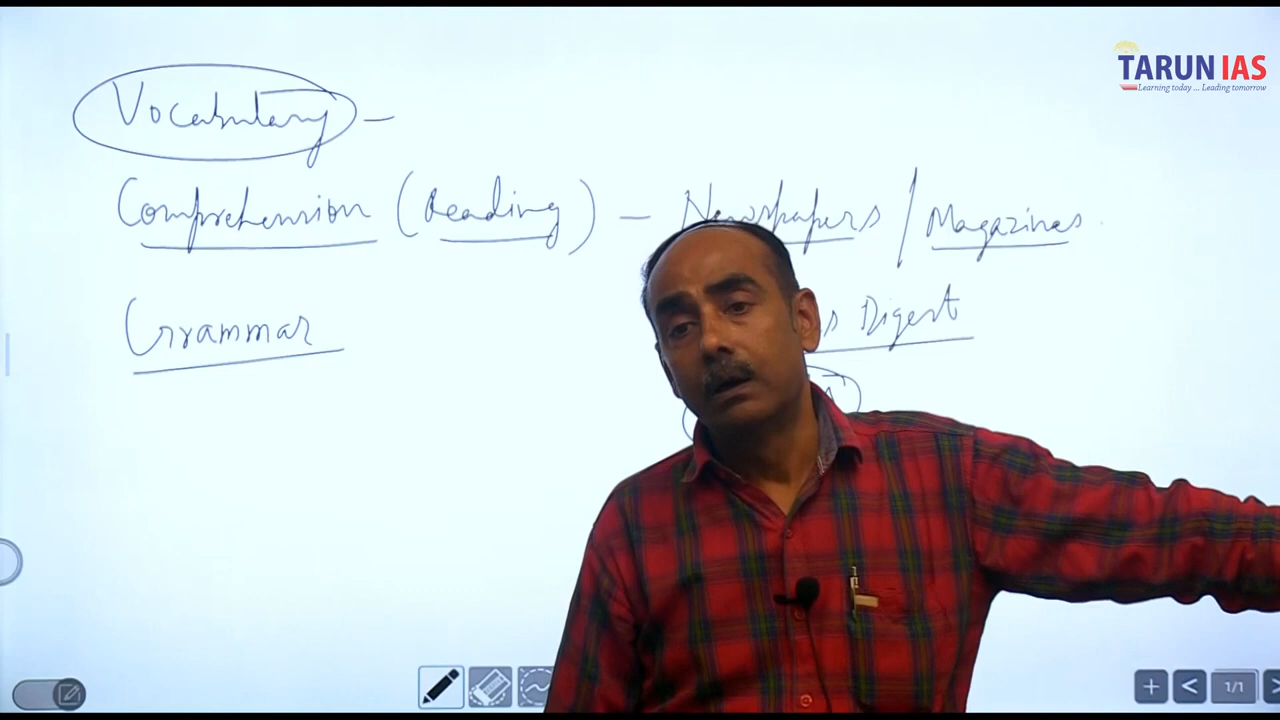 TARUN IAS
Learning today ... Leading tomorrow
Vocabulary –
Comprehension (Reading) – Newspapers / Magazines
Grammar
s Digest
1/1